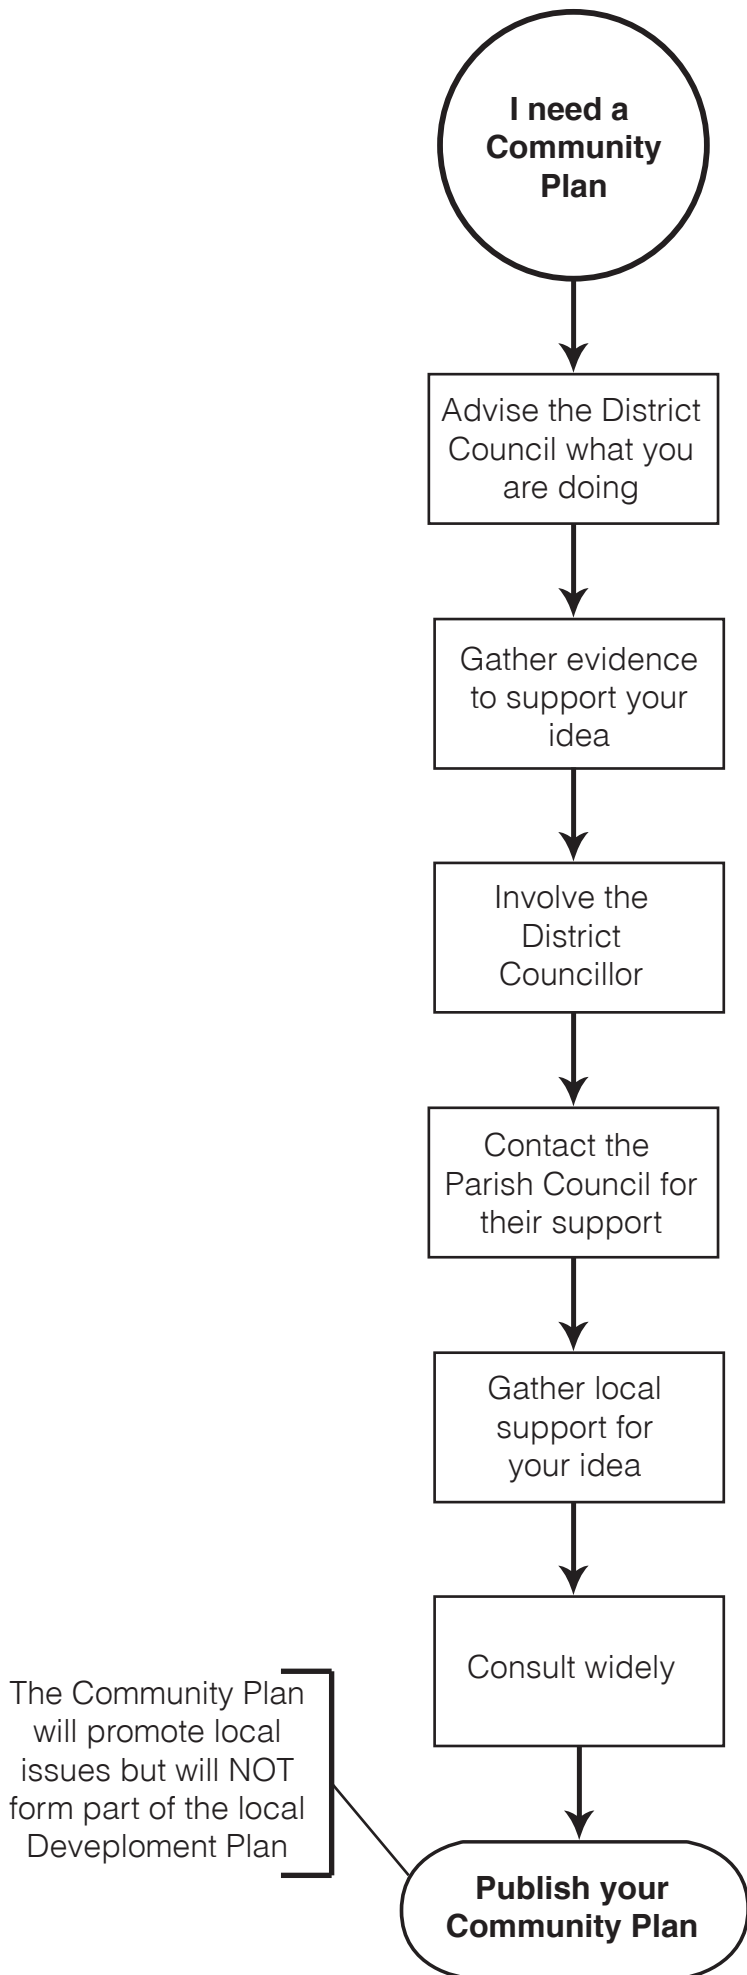 I need a
Community
Plan
Advise the District
Council what you
are doing
Gather evidence
to support your
idea
Involve the
District
Councillor
Contact the
Parish Council for
their support
Gather local
support for
your idea
Consult widely
The Community Plan
will promote local
issues but will NOT
form part of the local
Deveploment Plan
Publish your
Community Plan